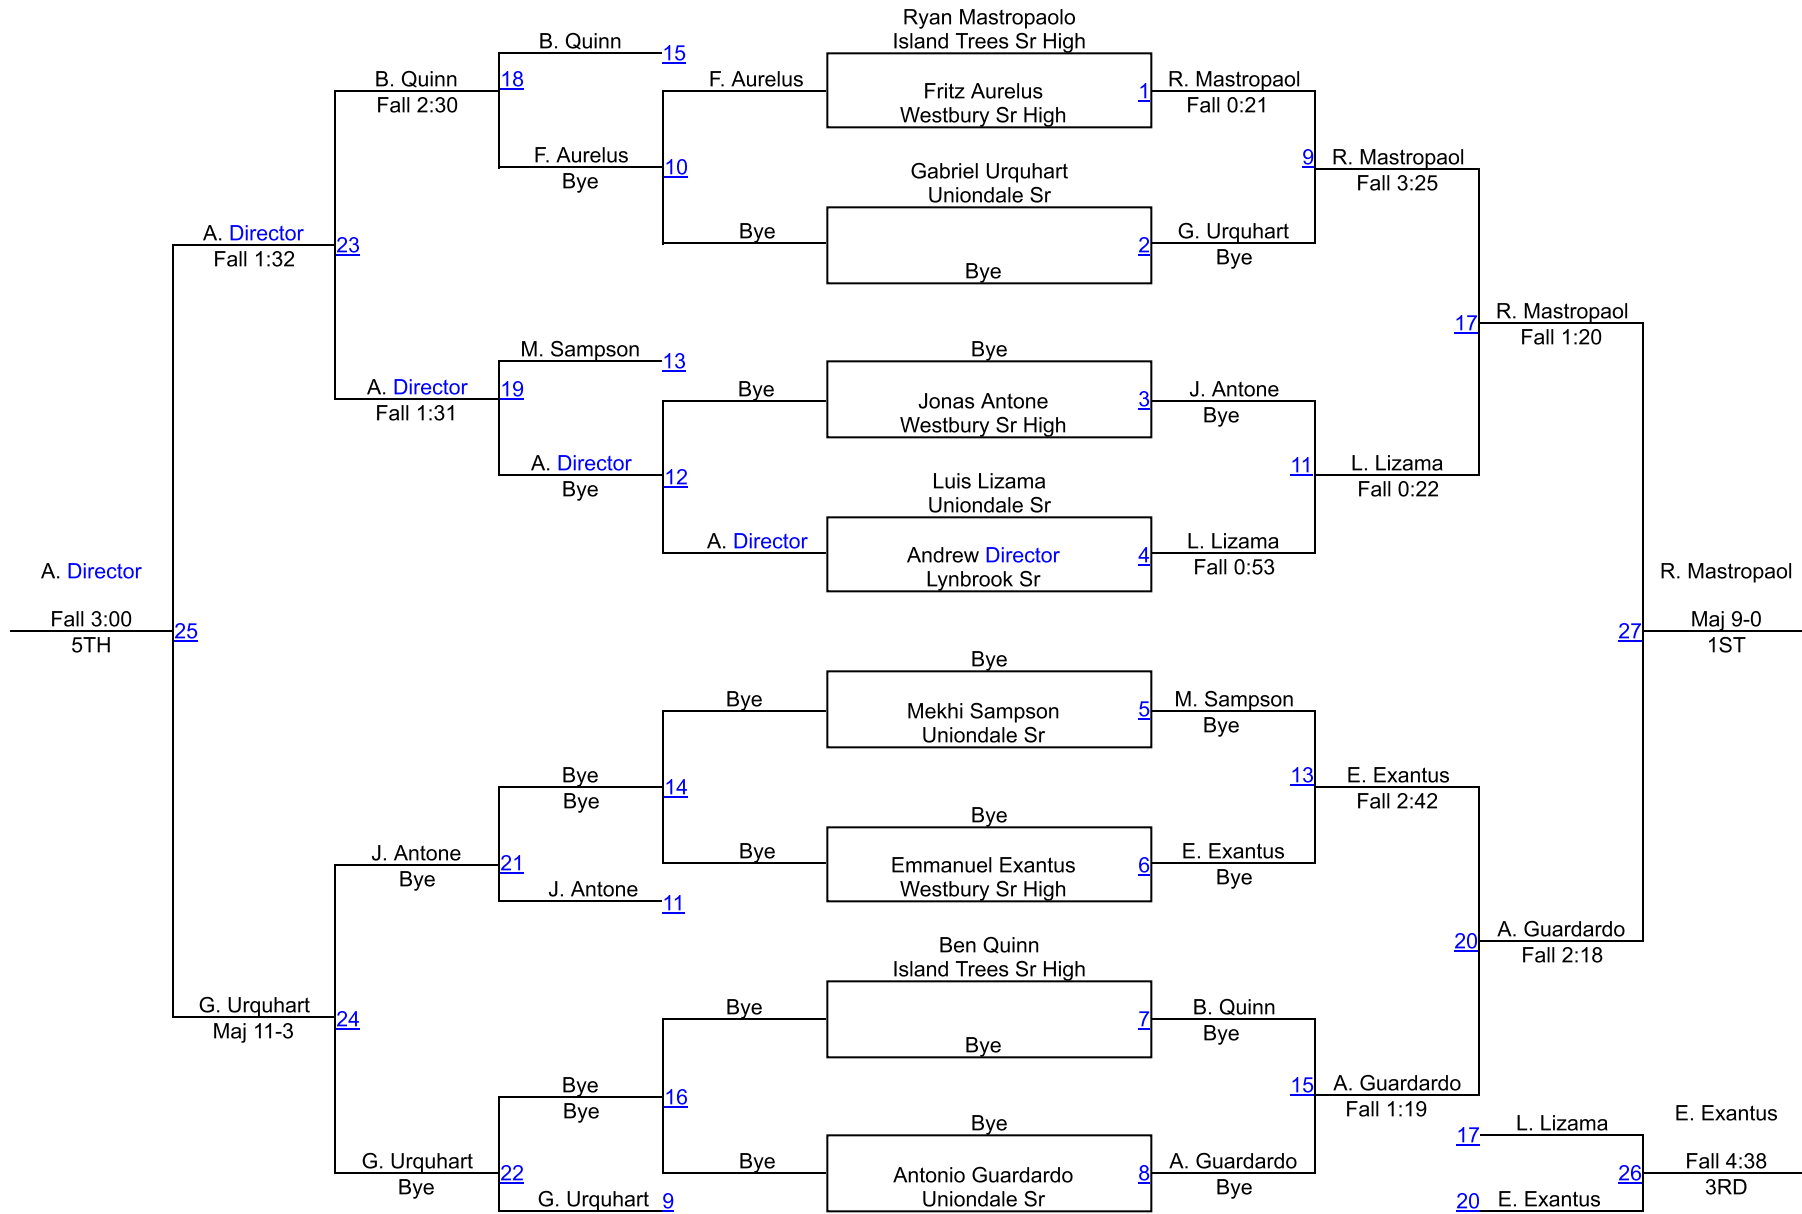 Ryan Mastropaolo
Island Trees Sr High
B. Quinn 15
B. Quinn 18 F. Aurelus Fritz Aurelus 1 R. Mastropaol
Fall 2:30 Westbury Sr High Fall 0:21
F. Aurelus 10 9 R. Mastropaol
Bye Gabriel Urquhart Fall 3:25
Uniondale Sr
A. Director 23 Bye 2 G. Urquhart
Fall 1:32 Bye Bye
R. Mastropaol
17 Fall 1:20
M. Sampson 13 Bye
A. Director 19 Bye Jonas Antone 3 J. Antone
Fall 1:31 Westbury Sr High Bye
A. Director 12 11 L. Lizama
Bye Luis Lizama Fall 0:22
Uniondale Sr
A. Director Andrew Director 4 L. Lizama
Lynbrook Sr Fall 0:53
A. Director R. Mastropaol
Fall 3:00 25 27 Maj 9-0
5TH 1ST
Bye
Bye Mekhi Sampson 5 M. Sampson
Uniondale Sr Bye
Bye 14 13 E. Exantus
Bye Fall 2:42
Bye
J. Antone 21 Bye Emmanuel Exantus 6 E. Exantus
Bye Westbury Sr High Bye
J. Antone 11
20 A. Guardardo
Fall 2:18
Ben Quinn
Island Trees Sr High
G. Urquhart 24 Bye 7 B. Quinn
Maj 11-3 Bye Bye
Bye 16 15 A. Guardardo
Bye Fall 1:19
Bye 17 L. Lizama E. Exantus
G. Urquhart 22 Bye Antonio Guardardo 8 A. Guardardo 26 Fall 4:38
Bye Uniondale Sr Bye 3RD
G. Urquhart 9 20 E. Exantus